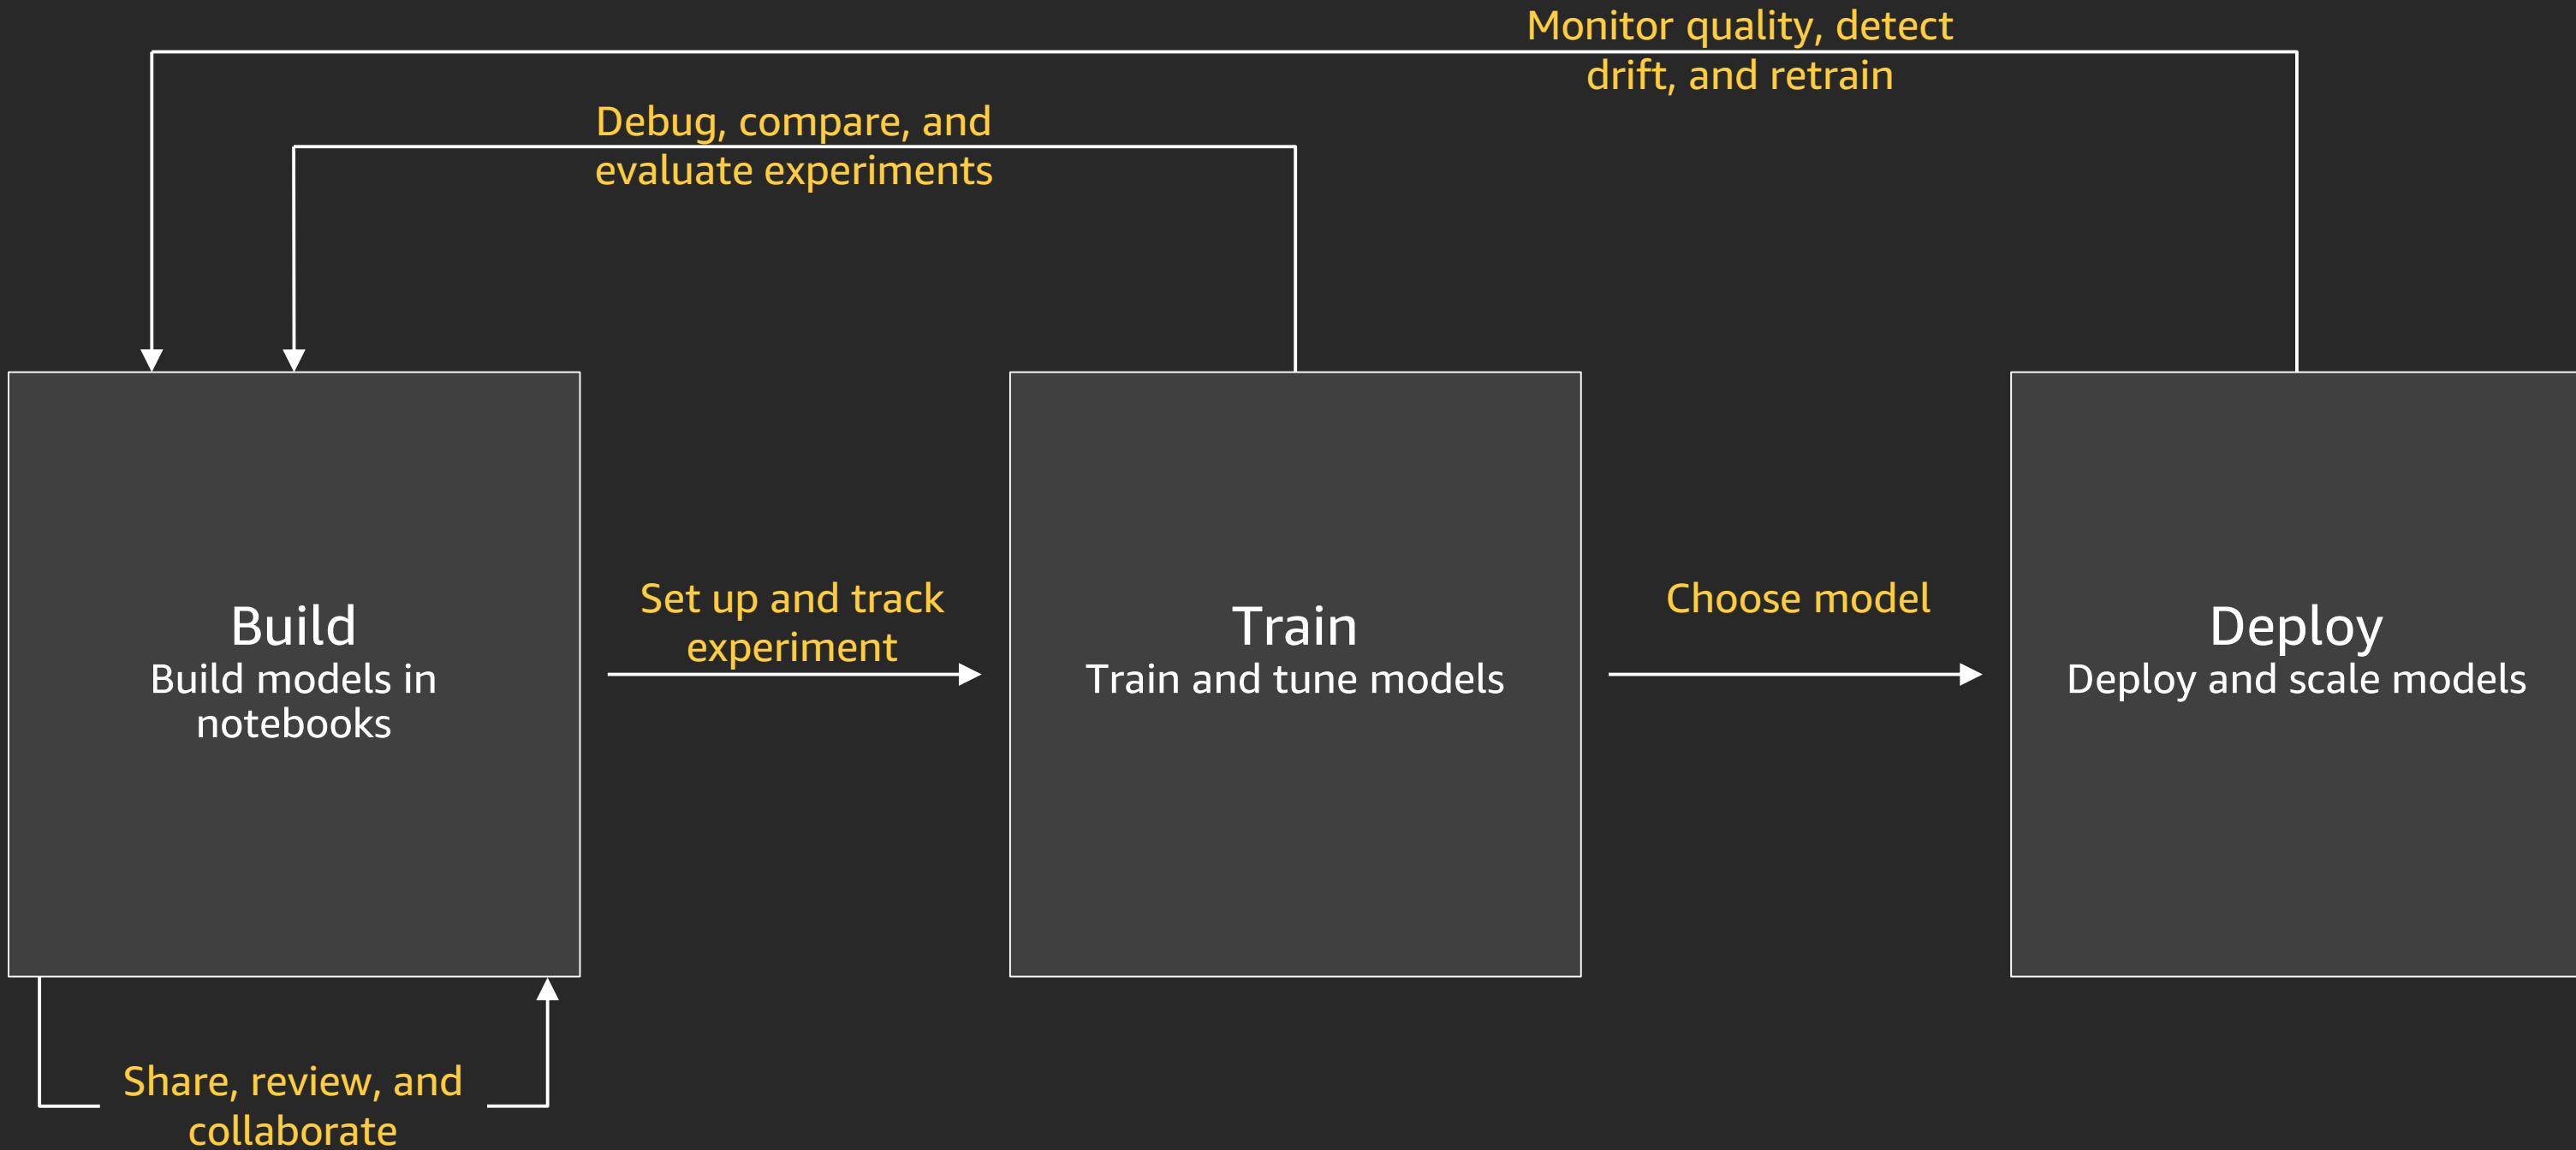 Monitor quality, detect
drift, and retrain
Debug, compare, and
evaluate experiments
Build
Build models in
notebooks
Set up and track
experiment
Train
Train and tune models
Choose model
Deploy
Deploy and scale models
Share, review, and
collaborate